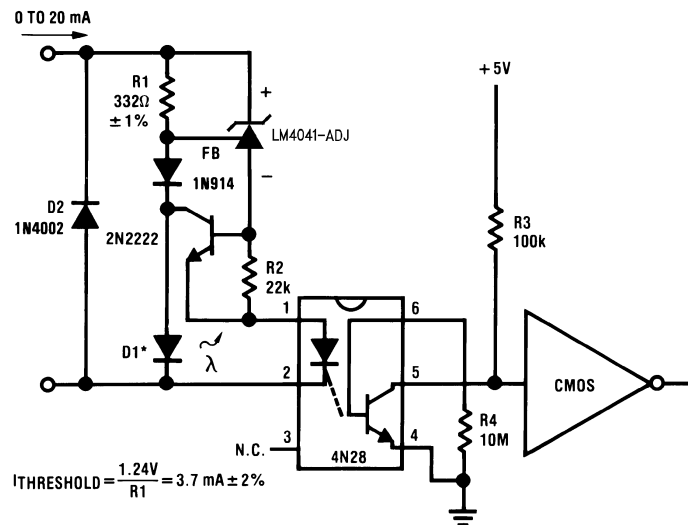 0 TO 20 mA
R1
332Ω
±1%
+
LM4041-ADJ
FB
−
1N914
+5V
D2
1N4002
2N2222
R2
22k
R3
100k
D1*
λ
1
2
3
N.C.
6
5
4
4N28
R4
10M
CMOS
ITHRESHOLD = 1.24V / R1 = 3.7 mA ± 2%